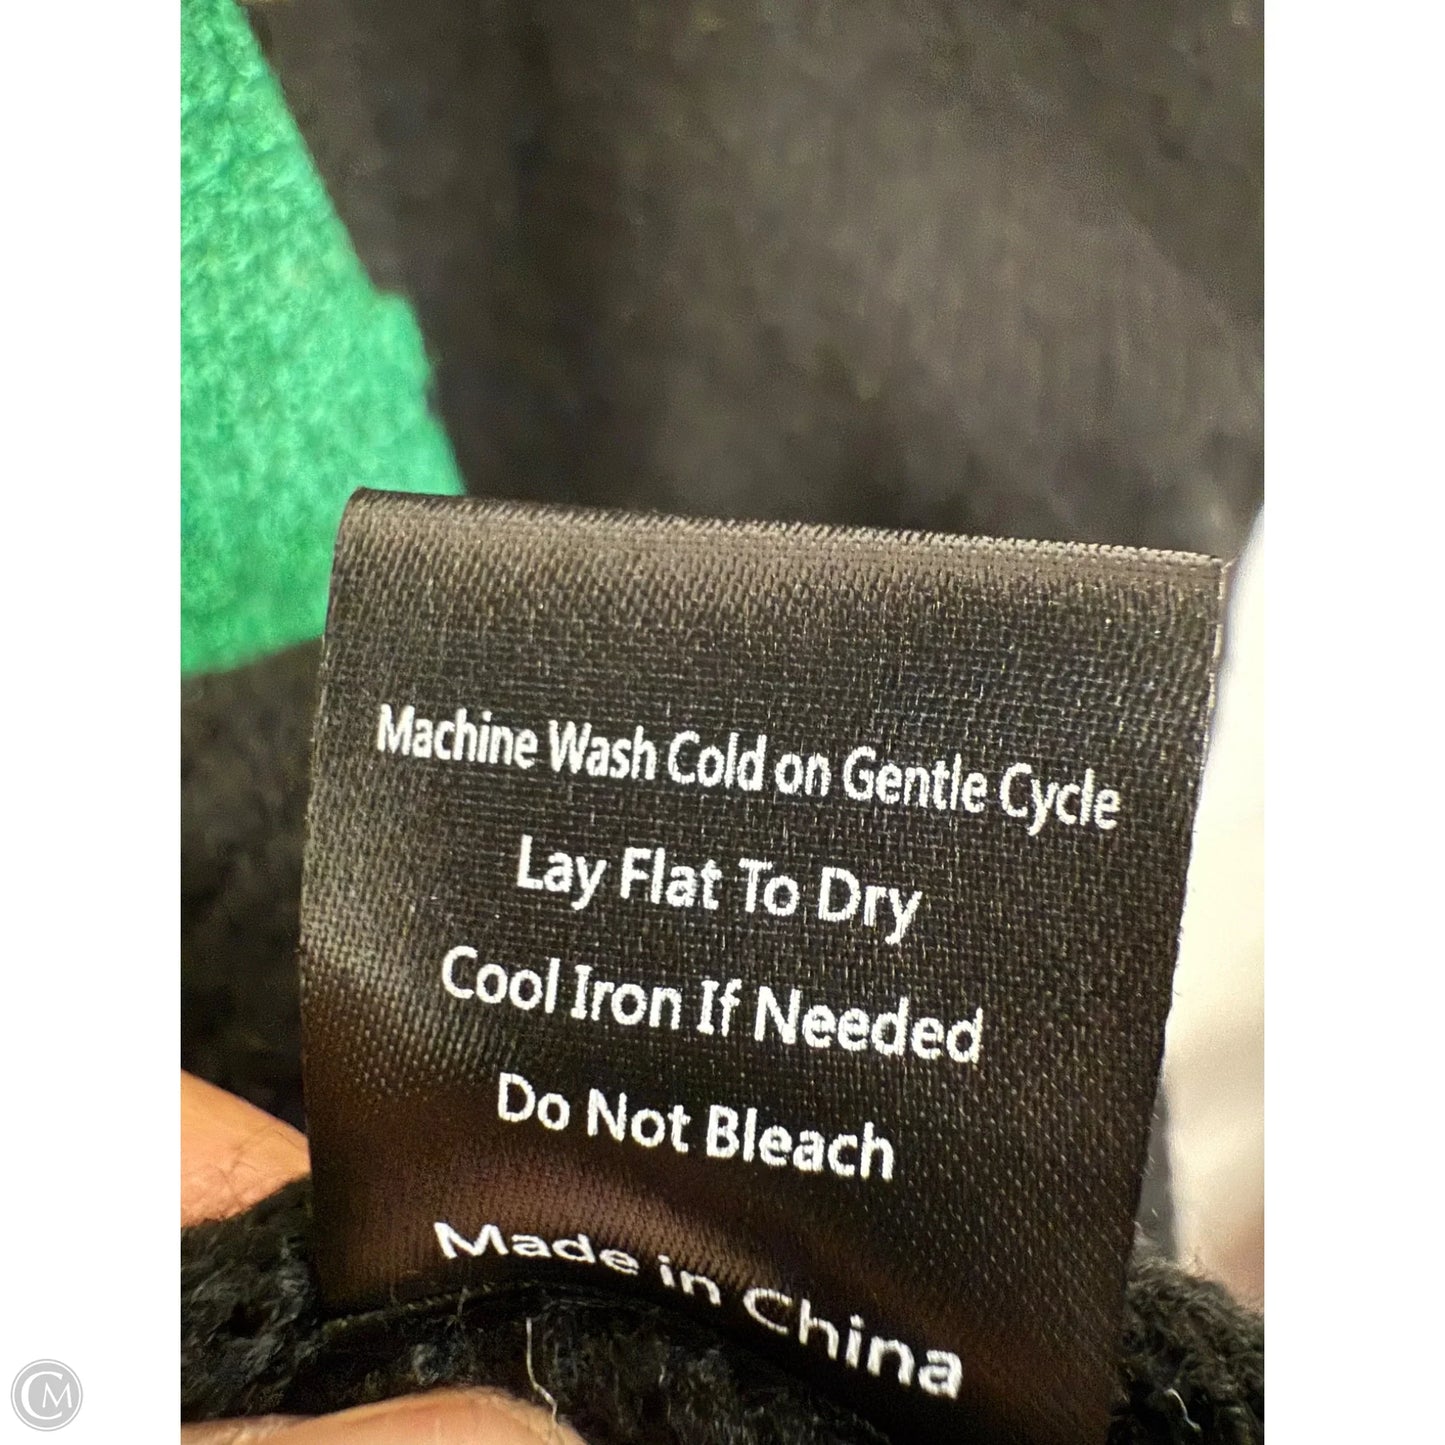 Machine Wash Cold on Gentle Cycle
Lay Flat To Dry
Cool Iron If Needed
Do Not Bleach
Made in China
CM